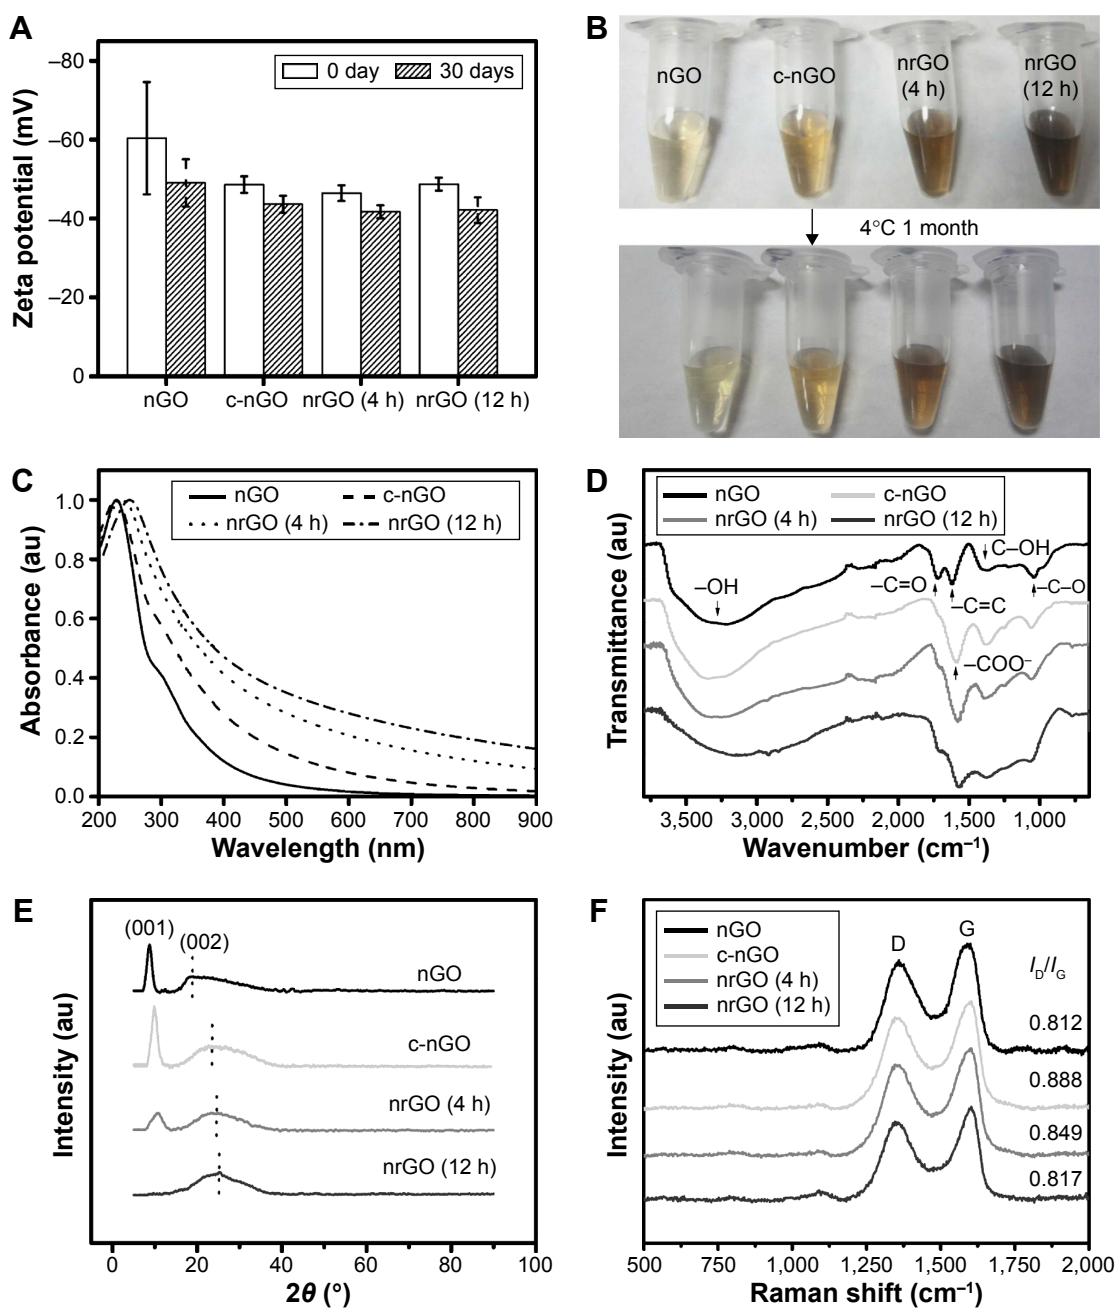 A
Zeta potential (mV)
–80
–60
–40
–20
0
0 day
30 days
nGO
c-nGO
nrGO (4 h)
nrGO (12 h)
B
nGO
c-nGO
nrGO
(4 h)
nrGO
(12 h)
4°C 1 month
C
Absorbance (au)
1.0
0.8
0.6
0.4
0.2
0.0
nGO
c-nGO
nrGO (4 h)
nrGO (12 h)
200
300
400
500
600
700
800
900
Wavelength (nm)
D
Transmittance (au)
nGO
c-nGO
nrGO (4 h)
nrGO (12 h)
–OH
–C=O
–C=C
C–OH
–C–O
–COO⁻
3,500
3,000
2,500
2,000
1,500
1,000
Wavenumber (cm⁻¹)
E
Intensity (au)
(001)
(002)
nGO
c-nGO
nrGO (4 h)
nrGO (12 h)
0
20
40
60
80
100
2θ (°)
F
Intensity (au)
nGO
c-nGO
nrGO (4 h)
nrGO (12 h)
D
G
I_D/I_G
0.812
0.888
0.849
0.817
500
750
1,000
1,250
1,500
1,750
2,000
Raman shift (cm⁻¹)